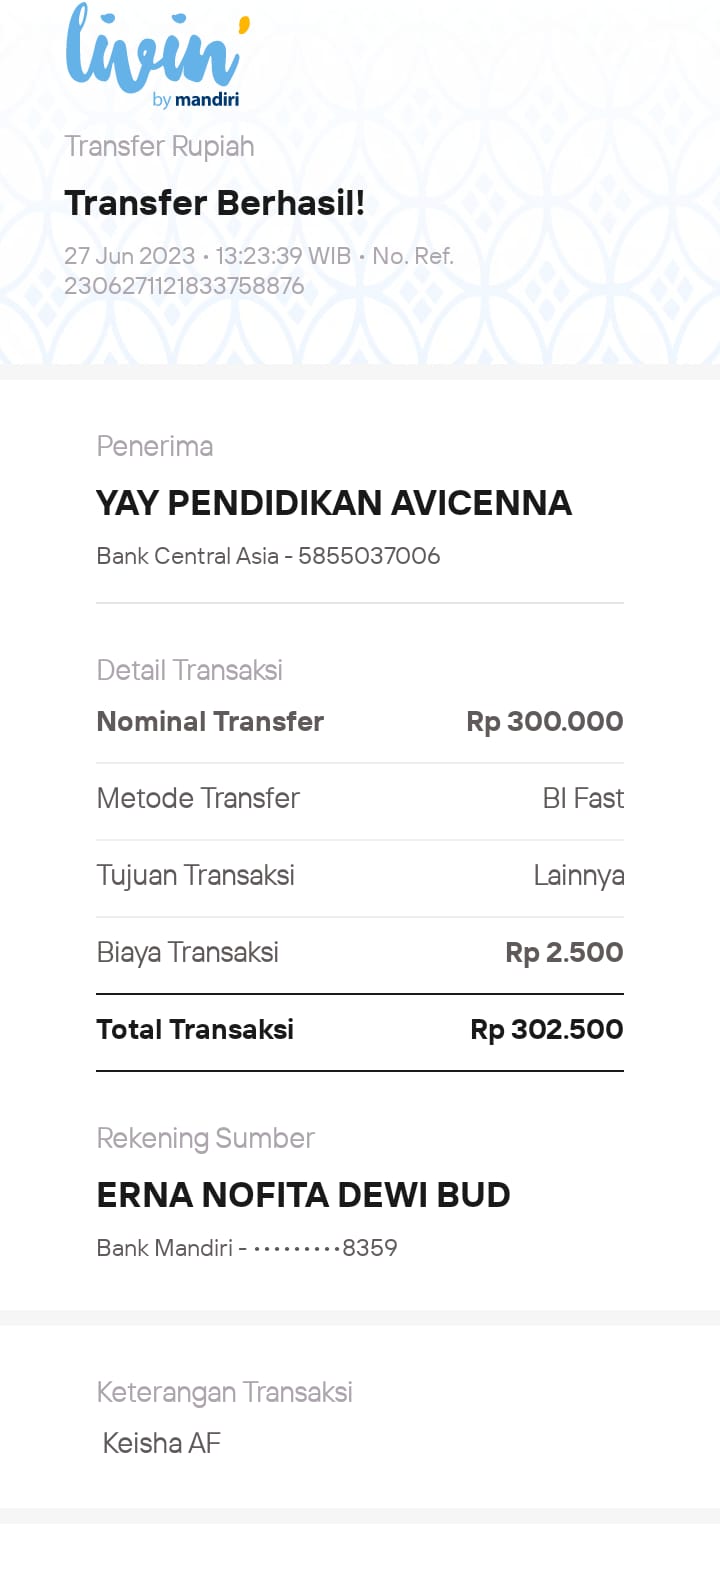 livin'
by mandiri
Transfer Rupiah
Transfer Berhasil!
27 Jun 2023 • 13:23:39 WIB • No. Ref.
2306271121833758876
Penerima
YAY PENDIDIKAN AVICENNA
Bank Central Asia - 5855037006
Detail Transaksi
Nominal Transfer Rp 300.000
Metode Transfer BI Fast
Tujuan Transaksi Lainnya
Biaya Transaksi Rp 2.500
Total Transaksi Rp 302.500
Rekening Sumber
ERNA NOFITA DEWI BUD
Bank Mandiri - •••••••••8359
Keterangan Transaksi
Keisha AF